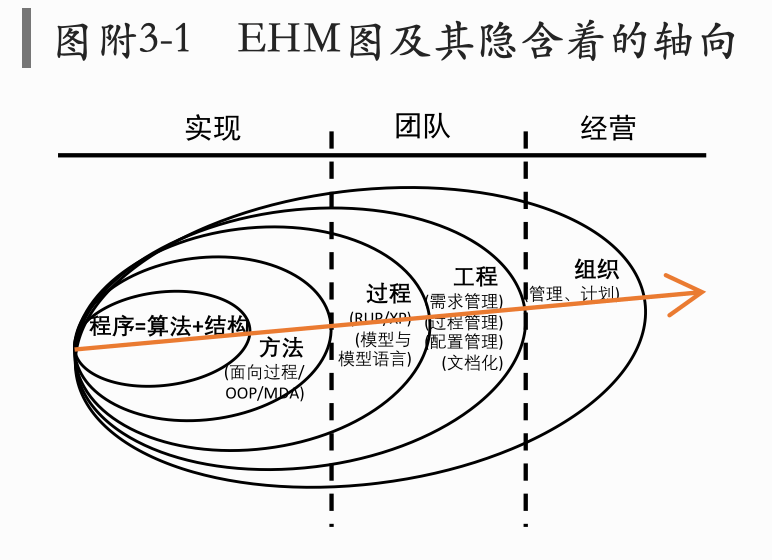 图附3-1 EHM图及其隐含着的轴向
实现
团队
经营
程序=算法+结构
方法
(面向过程/
OOP/MDA)
过程
(RUP/XP)
(模型与
模型语言)
工程
(需求管理)
(过程管理)
(配置管理)
(文档化)
组织
(管理、计划)